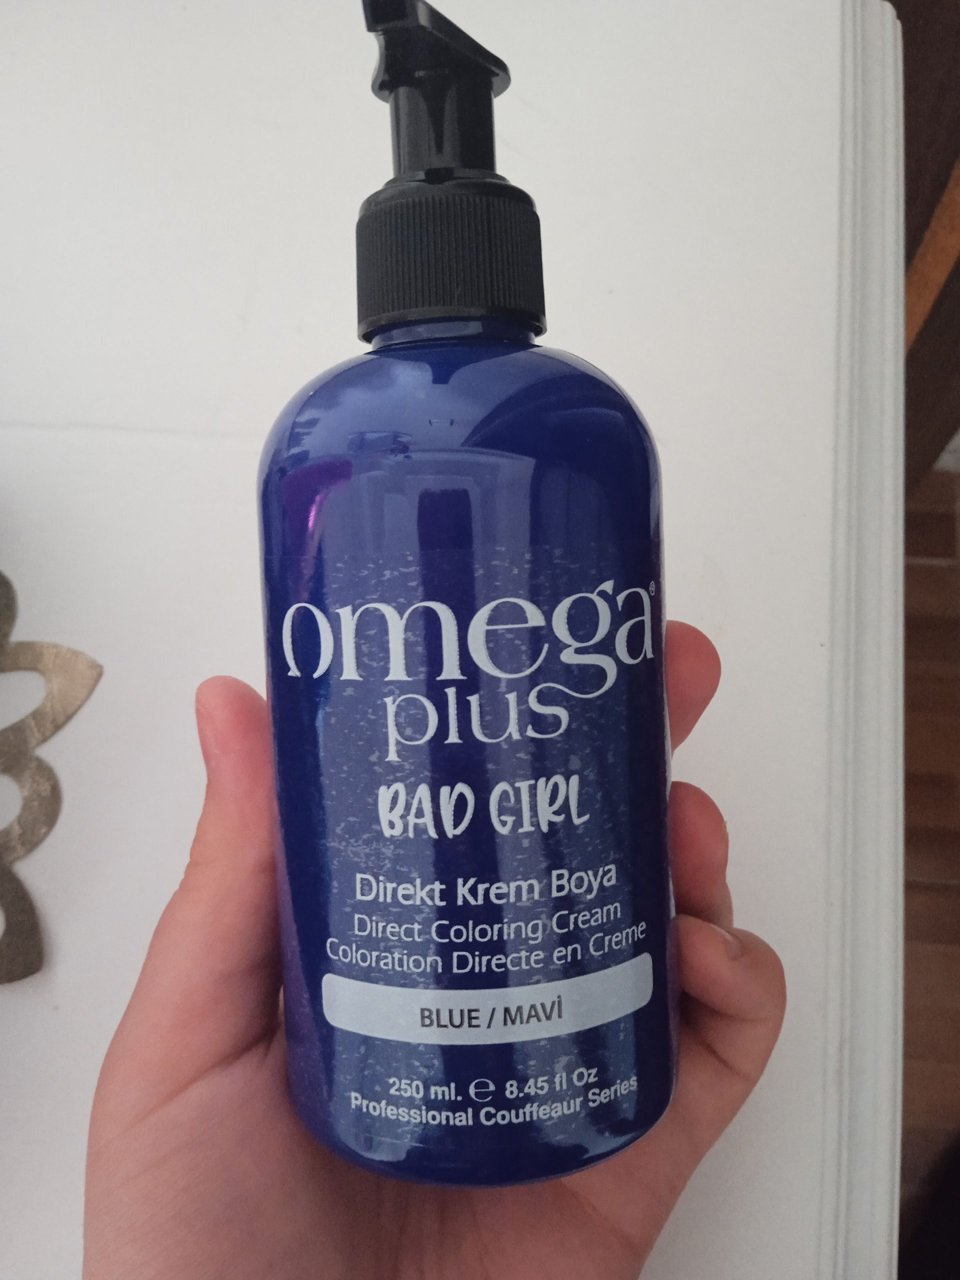 omega®
plus
BAD GIRL
Direkt Krem Boya
Direct Coloring Cream
Coloration Directe en Creme
BLUE / MAVİ
250 ml. ℮ 8.45 fl Oz
Professional Couffeaur Series